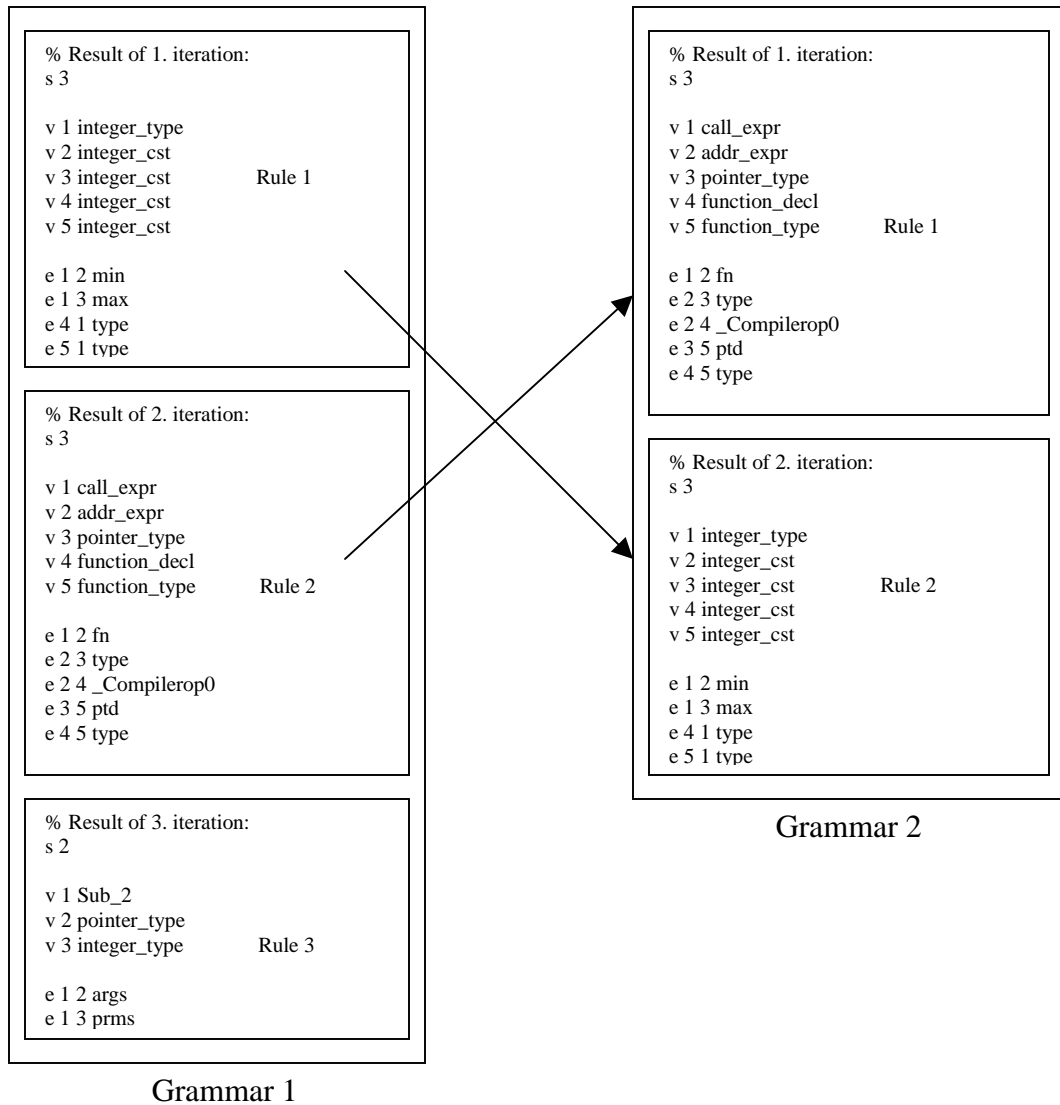 % Result of 1. iteration:
s 3
v 1 integer_type
v 2 integer_cst
v 3 integer_cst Rule 1
v 4 integer_cst
v 5 integer_cst
e 1 2 min
e 1 3 max
e 4 1 type
e 5 1 type
% Result of 2. iteration:
s 3
v 1 call_expr
v 2 addr_expr
v 3 pointer_type
v 4 function_decl
v 5 function_type Rule 2
e 1 2 fn
e 2 3 type
e 2 4 _Compilerop0
e 3 5 ptd
e 4 5 type
% Result of 3. iteration:
s 2
v 1 Sub_2
v 2 pointer_type
v 3 integer_type Rule 3
e 1 2 args
e 1 3 prms
Grammar 1
% Result of 1. iteration:
s 3
v 1 call_expr
v 2 addr_expr
v 3 pointer_type
v 4 function_decl
v 5 function_type Rule 1
e 1 2 fn
e 2 3 type
e 2 4 _Compilerop0
e 3 5 ptd
e 4 5 type
% Result of 2. iteration:
s 3
v 1 integer_type
v 2 integer_cst
v 3 integer_cst Rule 2
v 4 integer_cst
v 5 integer_cst
e 1 2 min
e 1 3 max
e 4 1 type
e 5 1 type
Grammar 2